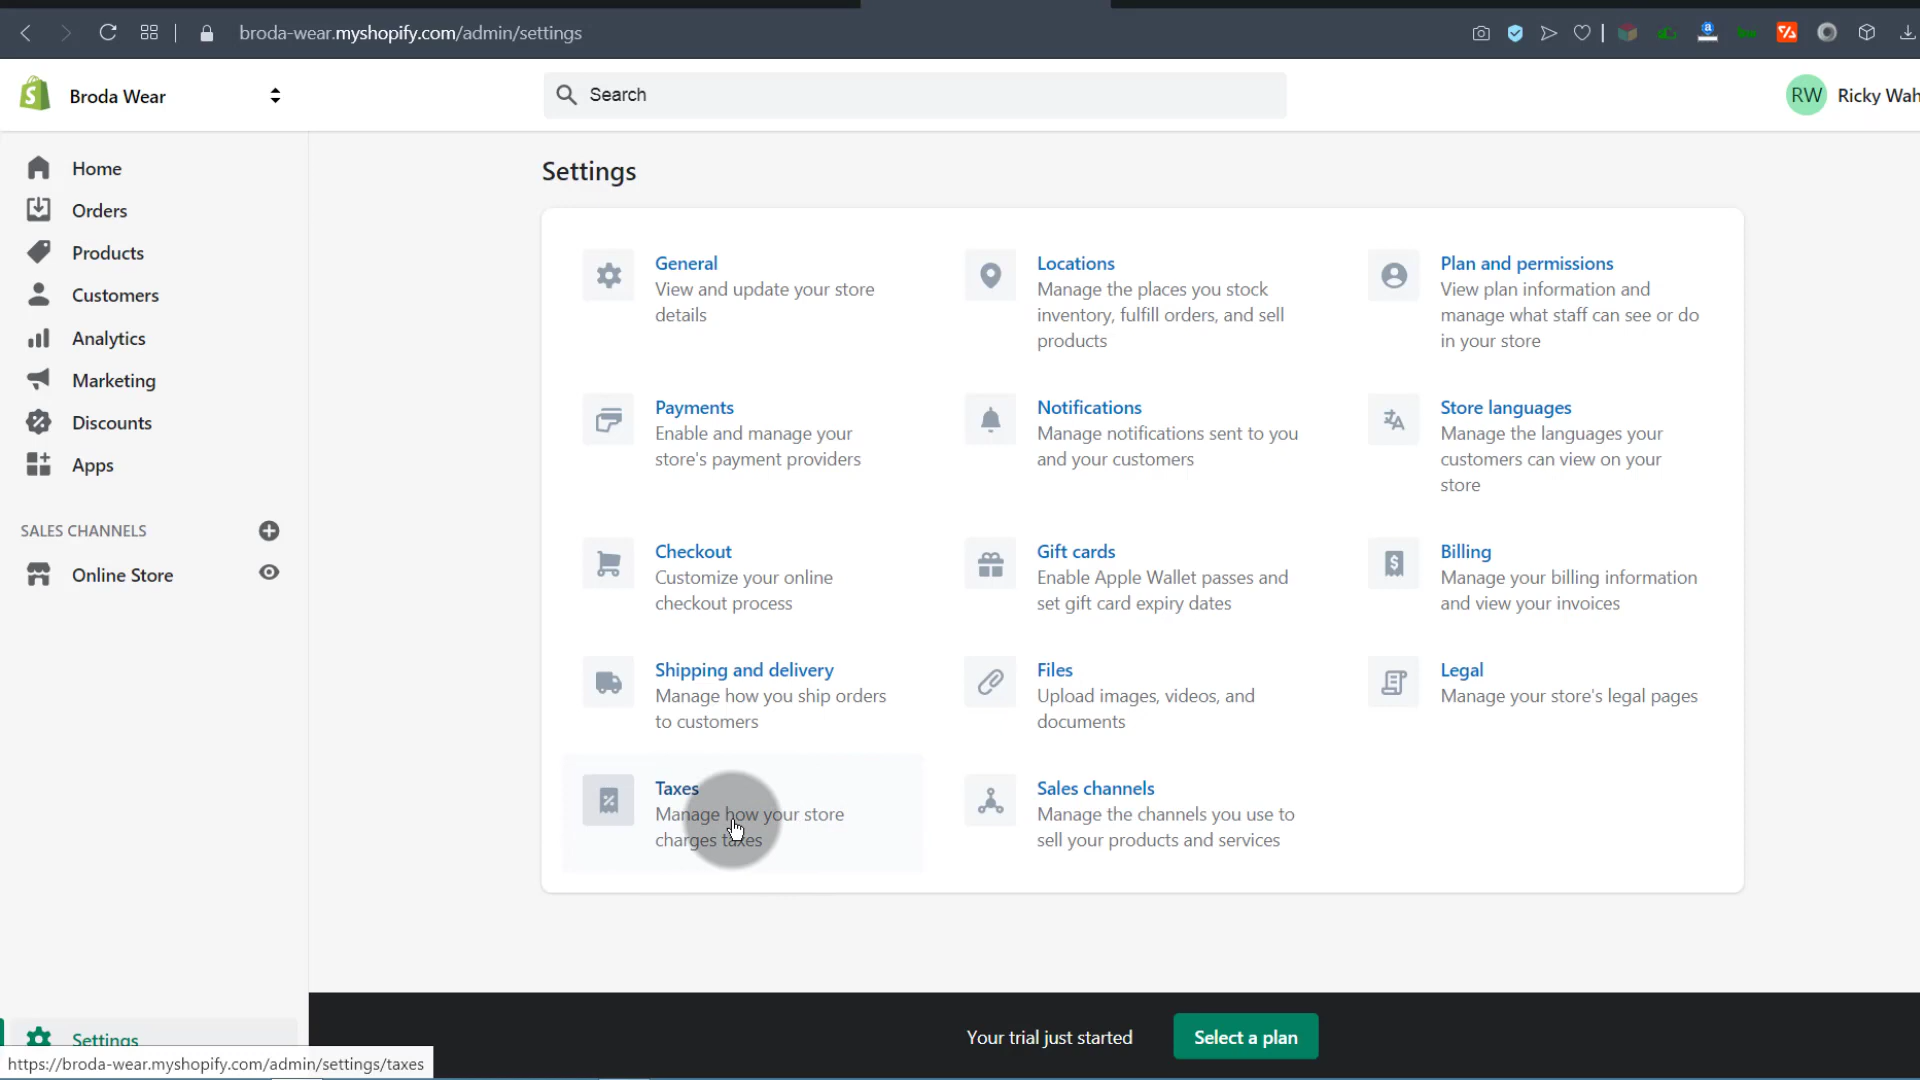 broda-wear.myshopify.com/admin/settings
Broda Wear
Search
RW
Ricky Wah
Home
Orders
Products
Customers
Analytics
Marketing
Discounts
Apps
SALES CHANNELS
Online Store
Settings
https://broda-wear.myshopify.com/admin/settings/taxes
Settings
General
View and update your store
details
Locations
Manage the places you stock
inventory, fulfill orders, and sell
products
Plan and permissions
View plan information and
manage what staff can see or do
in your store
Payments
Enable and manage your
store's payment providers
Notifications
Manage notifications sent to you
and your customers
Store languages
Manage the languages your
customers can view on your
store
Checkout
Customize your online
checkout process
Gift cards
Enable Apple Wallet passes and
set gift card expiry dates
Billing
Manage your billing information
and view your invoices
Shipping and delivery
Manage how you ship orders
to customers
Files
Upload images, videos, and
documents
Legal
Manage your store's legal pages
Taxes
Manage how your store
charges taxes
Sales channels
Manage the channels you use to
sell your products and services
Your trial just started
Select a plan